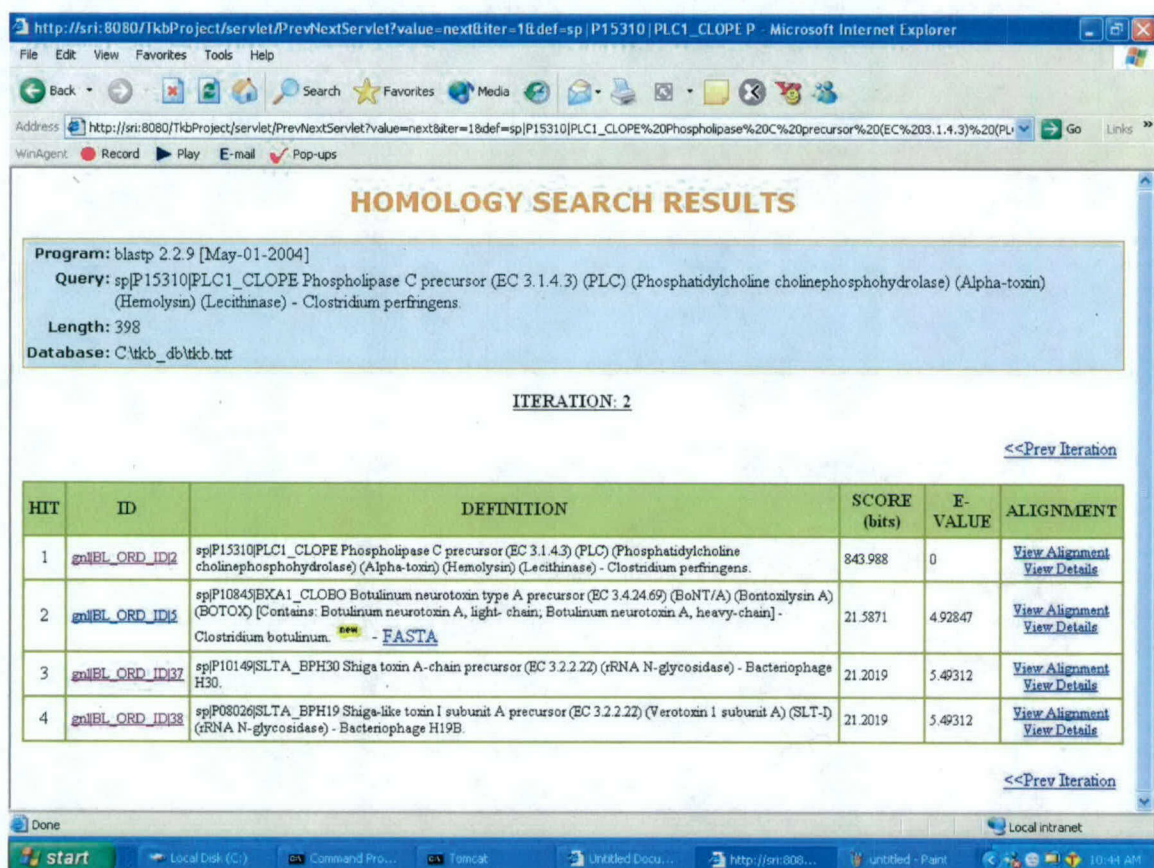 http://sri:8080/TkbProject/servlet/PrevNextServlet?value=next&iter=1&def=sp|P15310|PLC1_CLOPE P - Microsoft Internet Explorer
File Edit View Favorites Tools Help
Back Search Favorites Media
Address http://sri:8080/TkbProject/servlet/PrevNextServlet?value=next&iter=1&def=sp|P15310|PLC1_CLOPE%20Phospholipase%20C%20precursor%20(EC%203.1.4.3)%20(PL Go Links »
WinAgent Record Play E-mail Pop-ups
HOMOLOGY SEARCH RESULTS
Program: blastp 2.2.9 [May-01-2004]
Query: sp|P15310|PLC1_CLOPE Phospholipase C precursor (EC 3.1.4.3) (PLC) (Phosphatidylcholine cholinephosphohydrolase) (Alpha-toxin)
(Hemolysin) (Lecithinase) - Clostridium perfringens.
Length: 398
Database: C:\tkb_db\tkb.txt
ITERATION: 2
<<Prev Iteration
HIT ID DEFINITION SCORE (bits) E-VALUE ALIGNMENT
1 gnl|BL_ORD_ID|2 sp|P15310|PLC1_CLOPE Phospholipase C precursor (EC 3.1.4.3) (PLC) (Phosphatidylcholine
cholinephosphohydrolase) (Alpha-toxin) (Hemolysin) (Lecithinase) - Clostridium perfringens. 843.988 0 View Alignment
View Details
2 gnl|BL_ORD_ID|5 sp|P10845|BXA1_CLOBO Botulinum neurotoxin type A precursor (EC 3.4.24.69) (BoNT/A) (Bontoxilysin A)
(BOTOX) [Contains: Botulinum neurotoxin A, light- chain; Botulinum neurotoxin A, heavy-chain] -
Clostridium botulinum. new - FASTA 21.5871 4.92847 View Alignment
View Details
3 gnl|BL_ORD_ID|37 sp|P10149|SLTA_BPH30 Shiga toxin A-chain precursor (EC 3.2.2.22) (rRNA N-glycosidase) - Bacteriophage
H30. 21.2019 5.49312 View Alignment
View Details
4 gnl|BL_ORD_ID|38 sp|P08026|SLTA_BPH19 Shiga-like toxin I subunit A precursor (EC 3.2.2.22) (Verotoxin 1 subunit A) (SLT-I)
(rRNA N-glycosidase) - Bacteriophage H19B. 21.2019 5.49312 View Alignment
View Details
<<Prev Iteration
Done Local intranet
start Local Disk (C:) Command Pro... Tomcat Untitled Docu... http://sri:808... untitled - Paint 10:44 AM